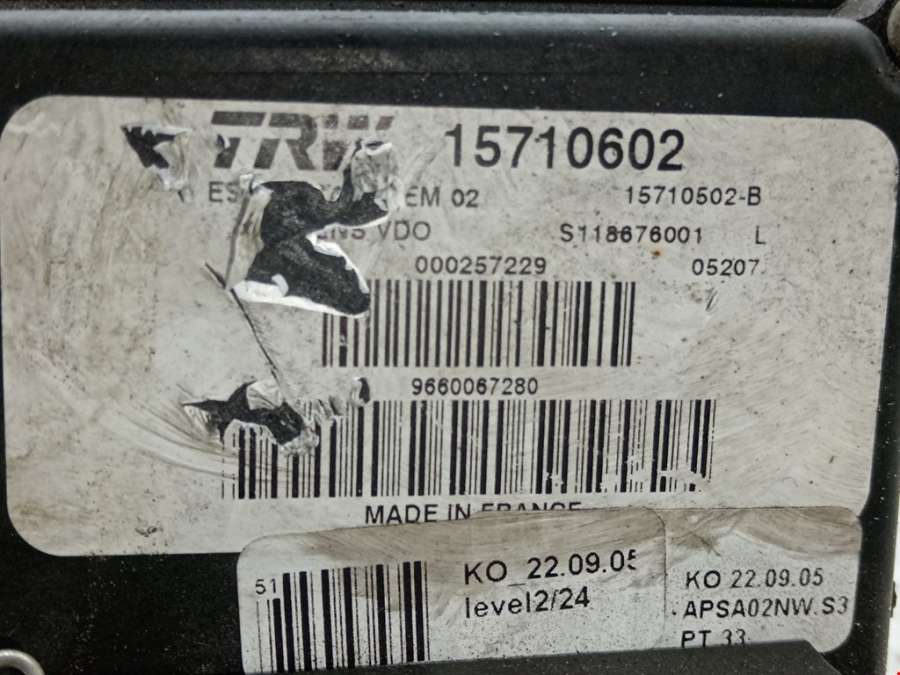 TRW 15710602
ES EM 02 15710502-B
VDO S118676001 L
000257229 05207
9660067280
MADE IN FRANCE
51
KO_22.09.05
level2/24
KO 22.09.05
APSA02NW.S3
PT 33